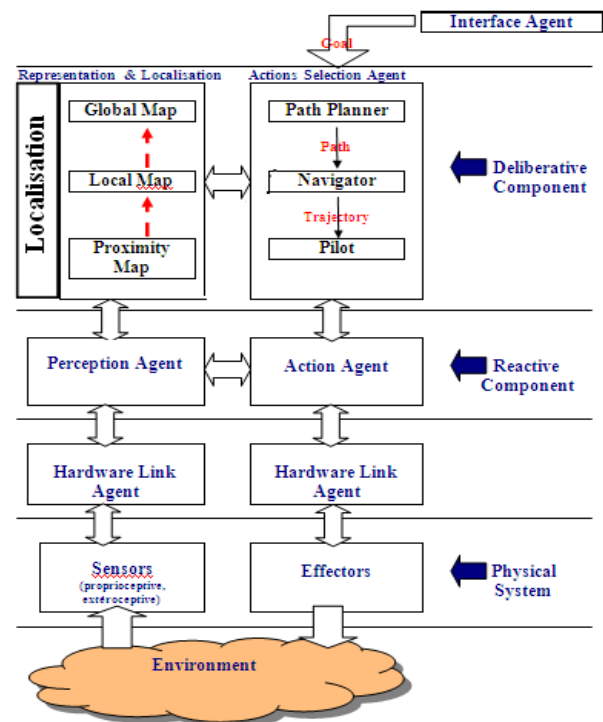 Interface Agent
Goal
Representation & Localisation
Actions Selection Agent
Localisation
Global Map
Local Map
Proximity
Map
Path Planner
Path
Navigator
Trajectory
Pilot
Deliberative
Component
Perception Agent
Action Agent
Reactive
Component
Hardware Link
Agent
Hardware Link
Agent
Sensors
(proprioceptive,
extéroceptive)
Effectors
Physical
System
Environment